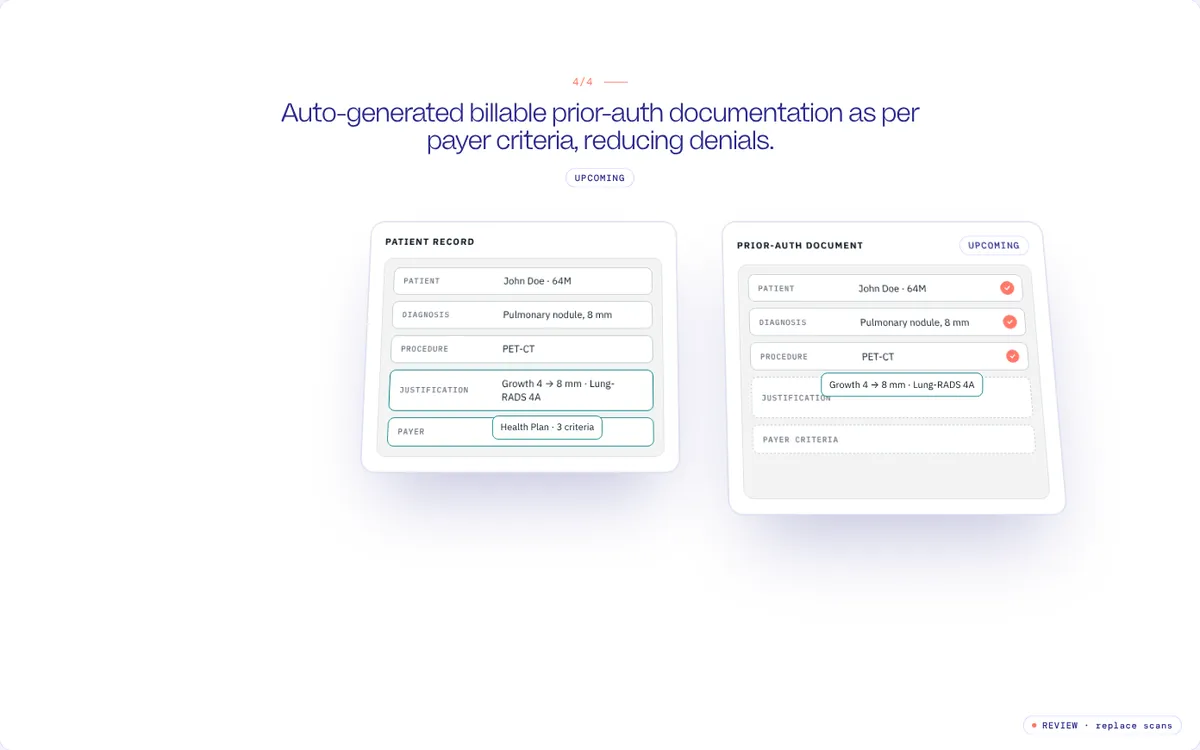 4/4
Auto-generated billable prior-auth documentation as per
payer criteria, reducing denials.
UPCOMING
PATIENT RECORD
PATIENT John Doe · 64M
DIAGNOSIS Pulmonary nodule, 8 mm
PROCEDURE PET-CT
JUSTIFICATION Growth 4 → 8 mm · Lung-
RADS 4A
PAYER Health Plan · 3 criteria
PRIOR-AUTH DOCUMENT UPCOMING
PATIENT John Doe · 64M
DIAGNOSIS Pulmonary nodule, 8 mm
PROCEDURE PET-CT
Growth 4 → 8 mm · Lung-RADS 4A
JUSTIFICATION
PAYER CRITERIA
REVIEW · replace scans